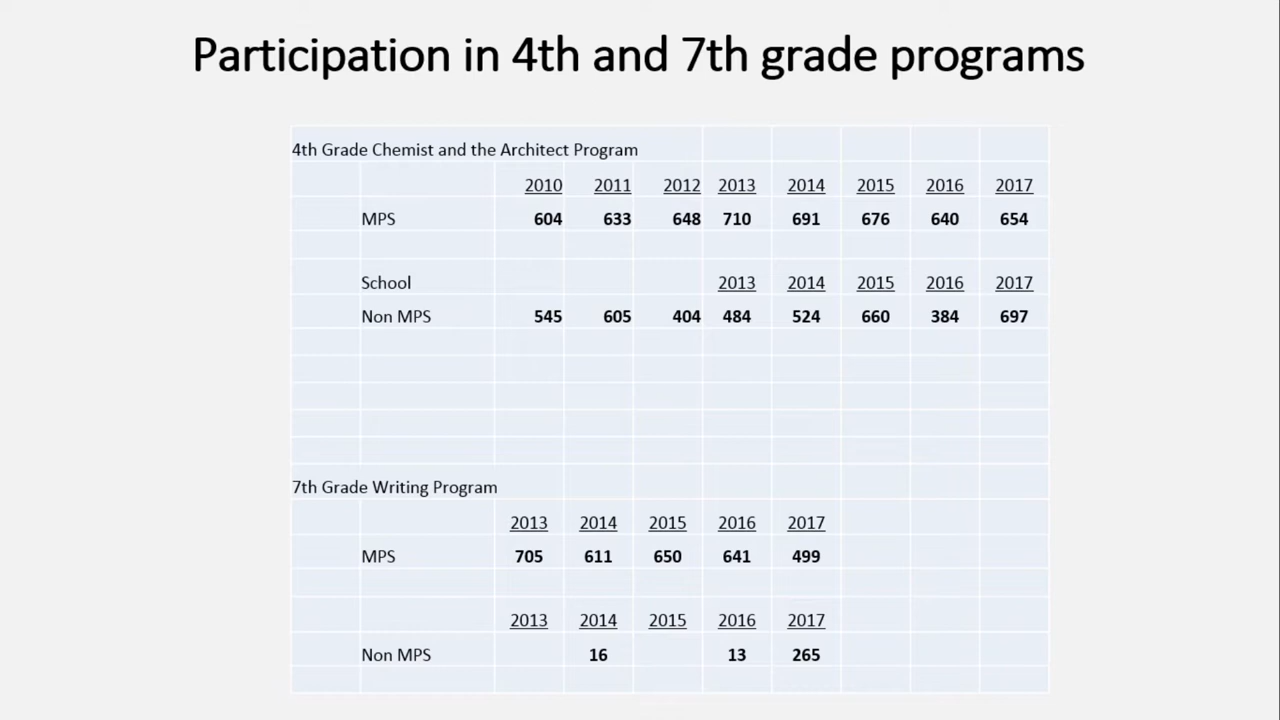 Participation in 4th and 7th grade programs
4th Grade Chemist and the Architect Program
2010 2011 2012 2013 2014 2015 2016 2017
MPS 604 633 648 710 691 676 640 654
School 2013 2014 2015 2016 2017
Non MPS 545 605 404 484 524 660 384 697
7th Grade Writing Program
2013 2014 2015 2016 2017
MPS 705 611 650 641 499
2013 2014 2015 2016 2017
Non MPS 16 13 265